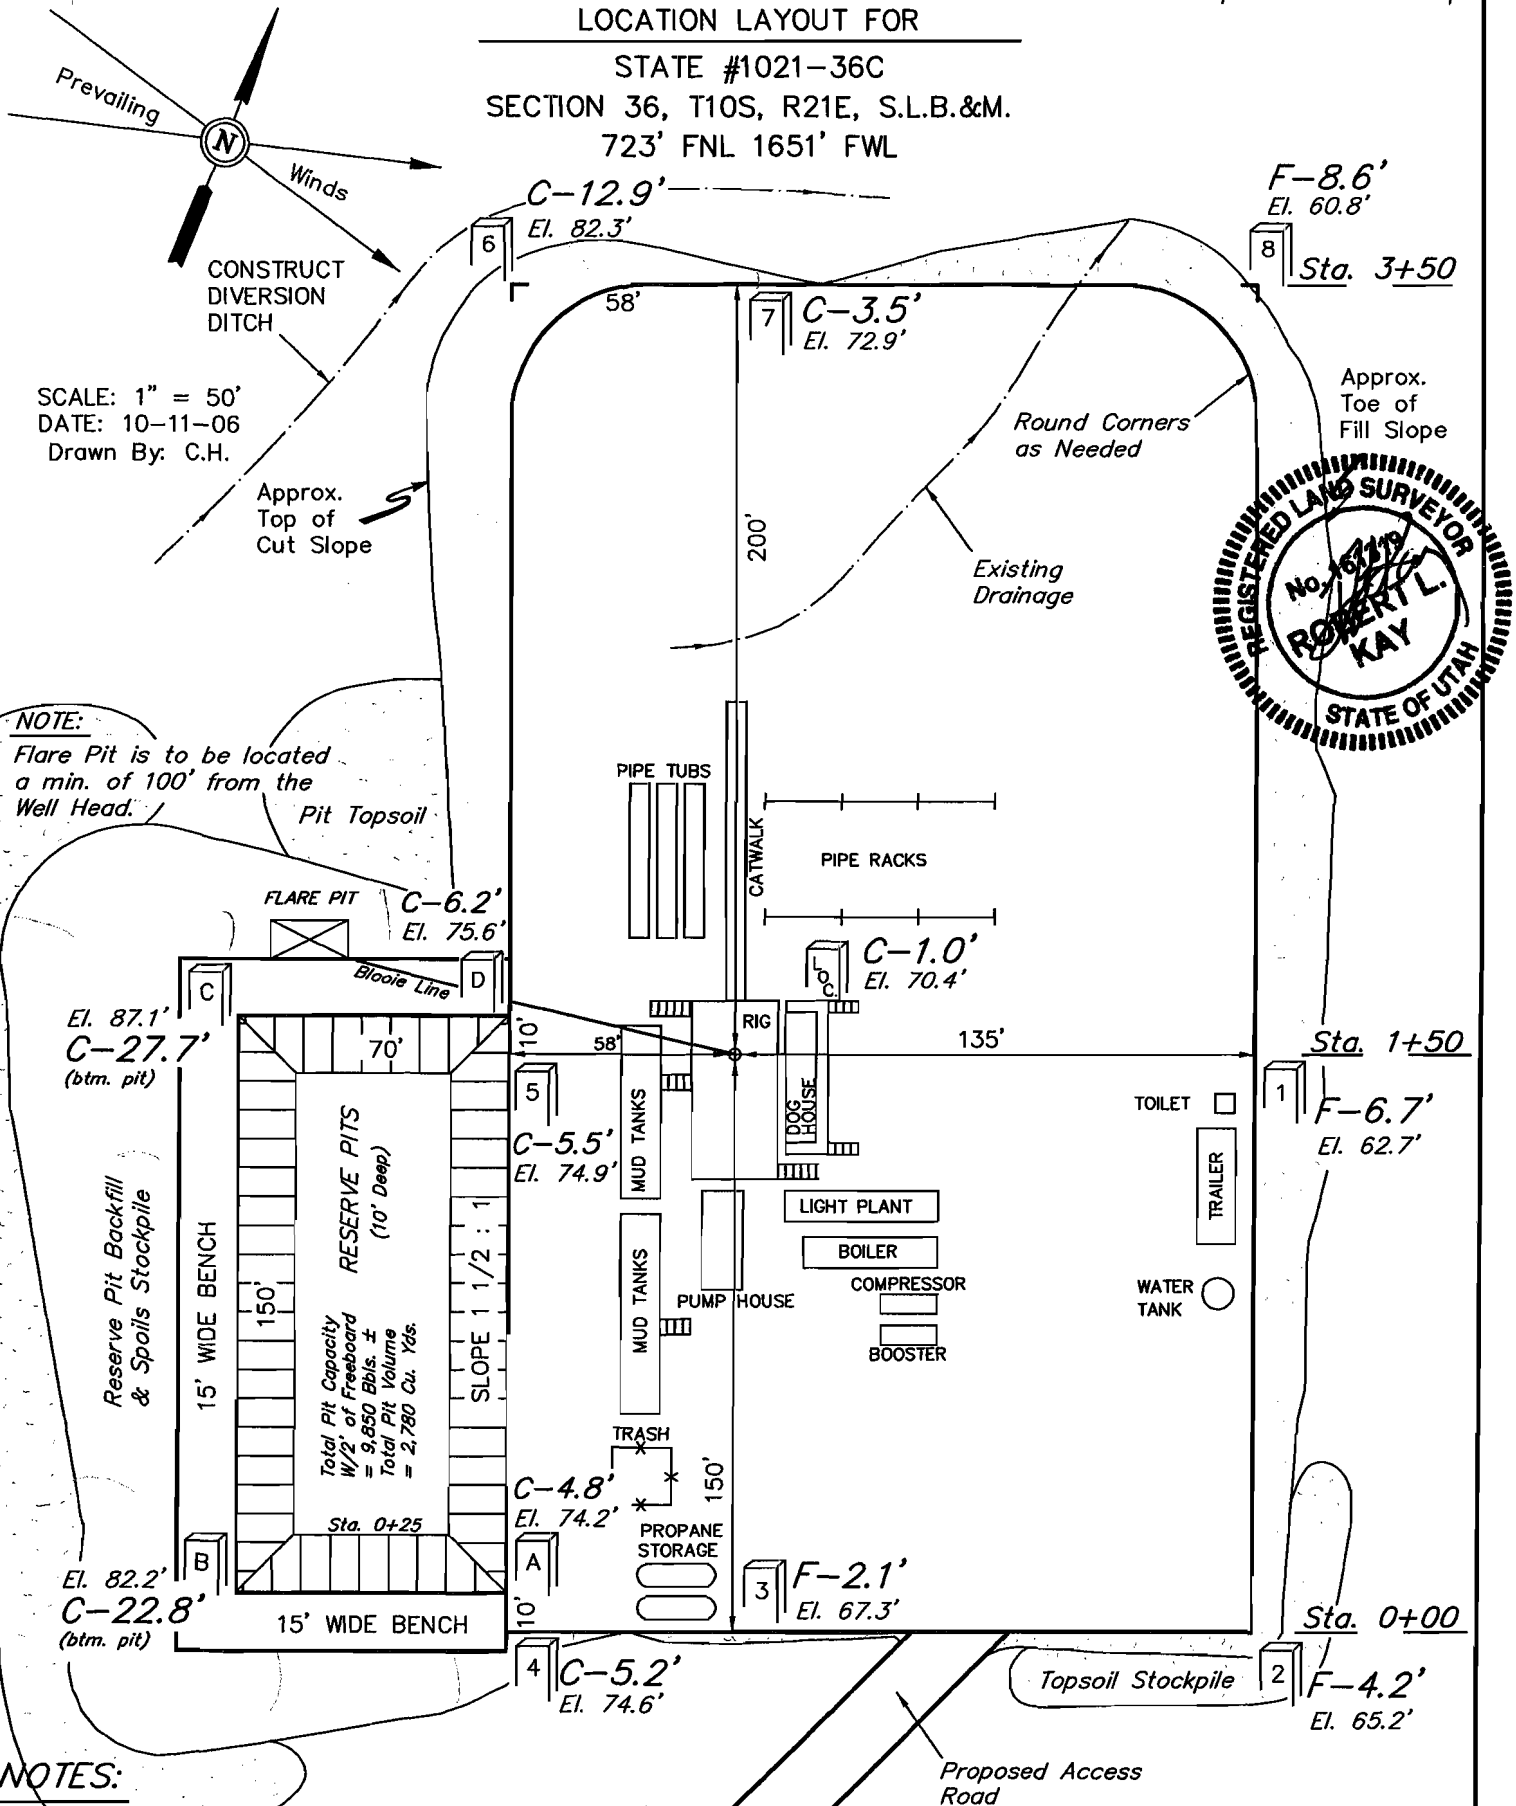 LOCATION LAYOUT FOR
STATE #1021-36C
SECTION 36, T10S, R21E, S.L.B.&M.
723' FNL 1651' FWL
Prevailing
N
Winds
C-12.9'
El. 82.3'
6
F-8.6'
El. 60.8'
8
Sta. 3+50
CONSTRUCT
DIVERSION
DITCH
58'
7
C-3.5'
El. 72.9'
SCALE: 1" = 50'
DATE: 10-11-06
Drawn By: C.H.
Approx.
Toe of
Fill Slope
Round Corners
as Needed
Approx.
Top of
Cut Slope
200'
Existing
Drainage
REGISTERED LAND SURVEYOR
ROBERT L.
KAY
STATE OF UTAH
NOTE:
Flare Pit is to be located
a min. of 100' from the
Well Head.
Pit Topsoil
PIPE TUBS
CATWALK
PIPE RACKS
FLARE PIT
C-6.2'
El. 75.6'
C-1.0'
El. 70.4'
LOC.
C
Blooie Line
D
El. 87.1'
C-27.7'
(btm. pit)
70'
10'
58'
RIG
135'
Sta. 1+50
5
C-5.5'
El. 74.9'
MUD TANKS
DOG
HOUSE
TOILET
1
F-6.7'
El. 62.7'
TRAILER
LIGHT PLANT
BOILER
COMPRESSOR
BOOSTER
PUMP HOUSE
MUD TANKS
WATER
TANK
Reserve Pit Backfill
& Spoils Stockpile
15' WIDE BENCH
150'
RESERVE PITS
(10' Deep)
SLOPE 1 1/2 : 1
Total Pit Capacity
W/2' of Freeboard
= 9,850 Bbls. ±
Total Pit Volume
= 2,780 Cu. Yds.
TRASH
150'
C-4.8'
El. 74.2'
Sta. 0+25
PROPANE
STORAGE
B
A
El. 82.2'
C-22.8'
(btm. pit)
15' WIDE BENCH
10'
3
F-2.1'
El. 67.3'
Sta. 0+00
4
C-5.2'
El. 74.6'
Topsoil Stockpile
2
F-4.2'
El. 65.2'
NOTES:
Proposed Access
Road